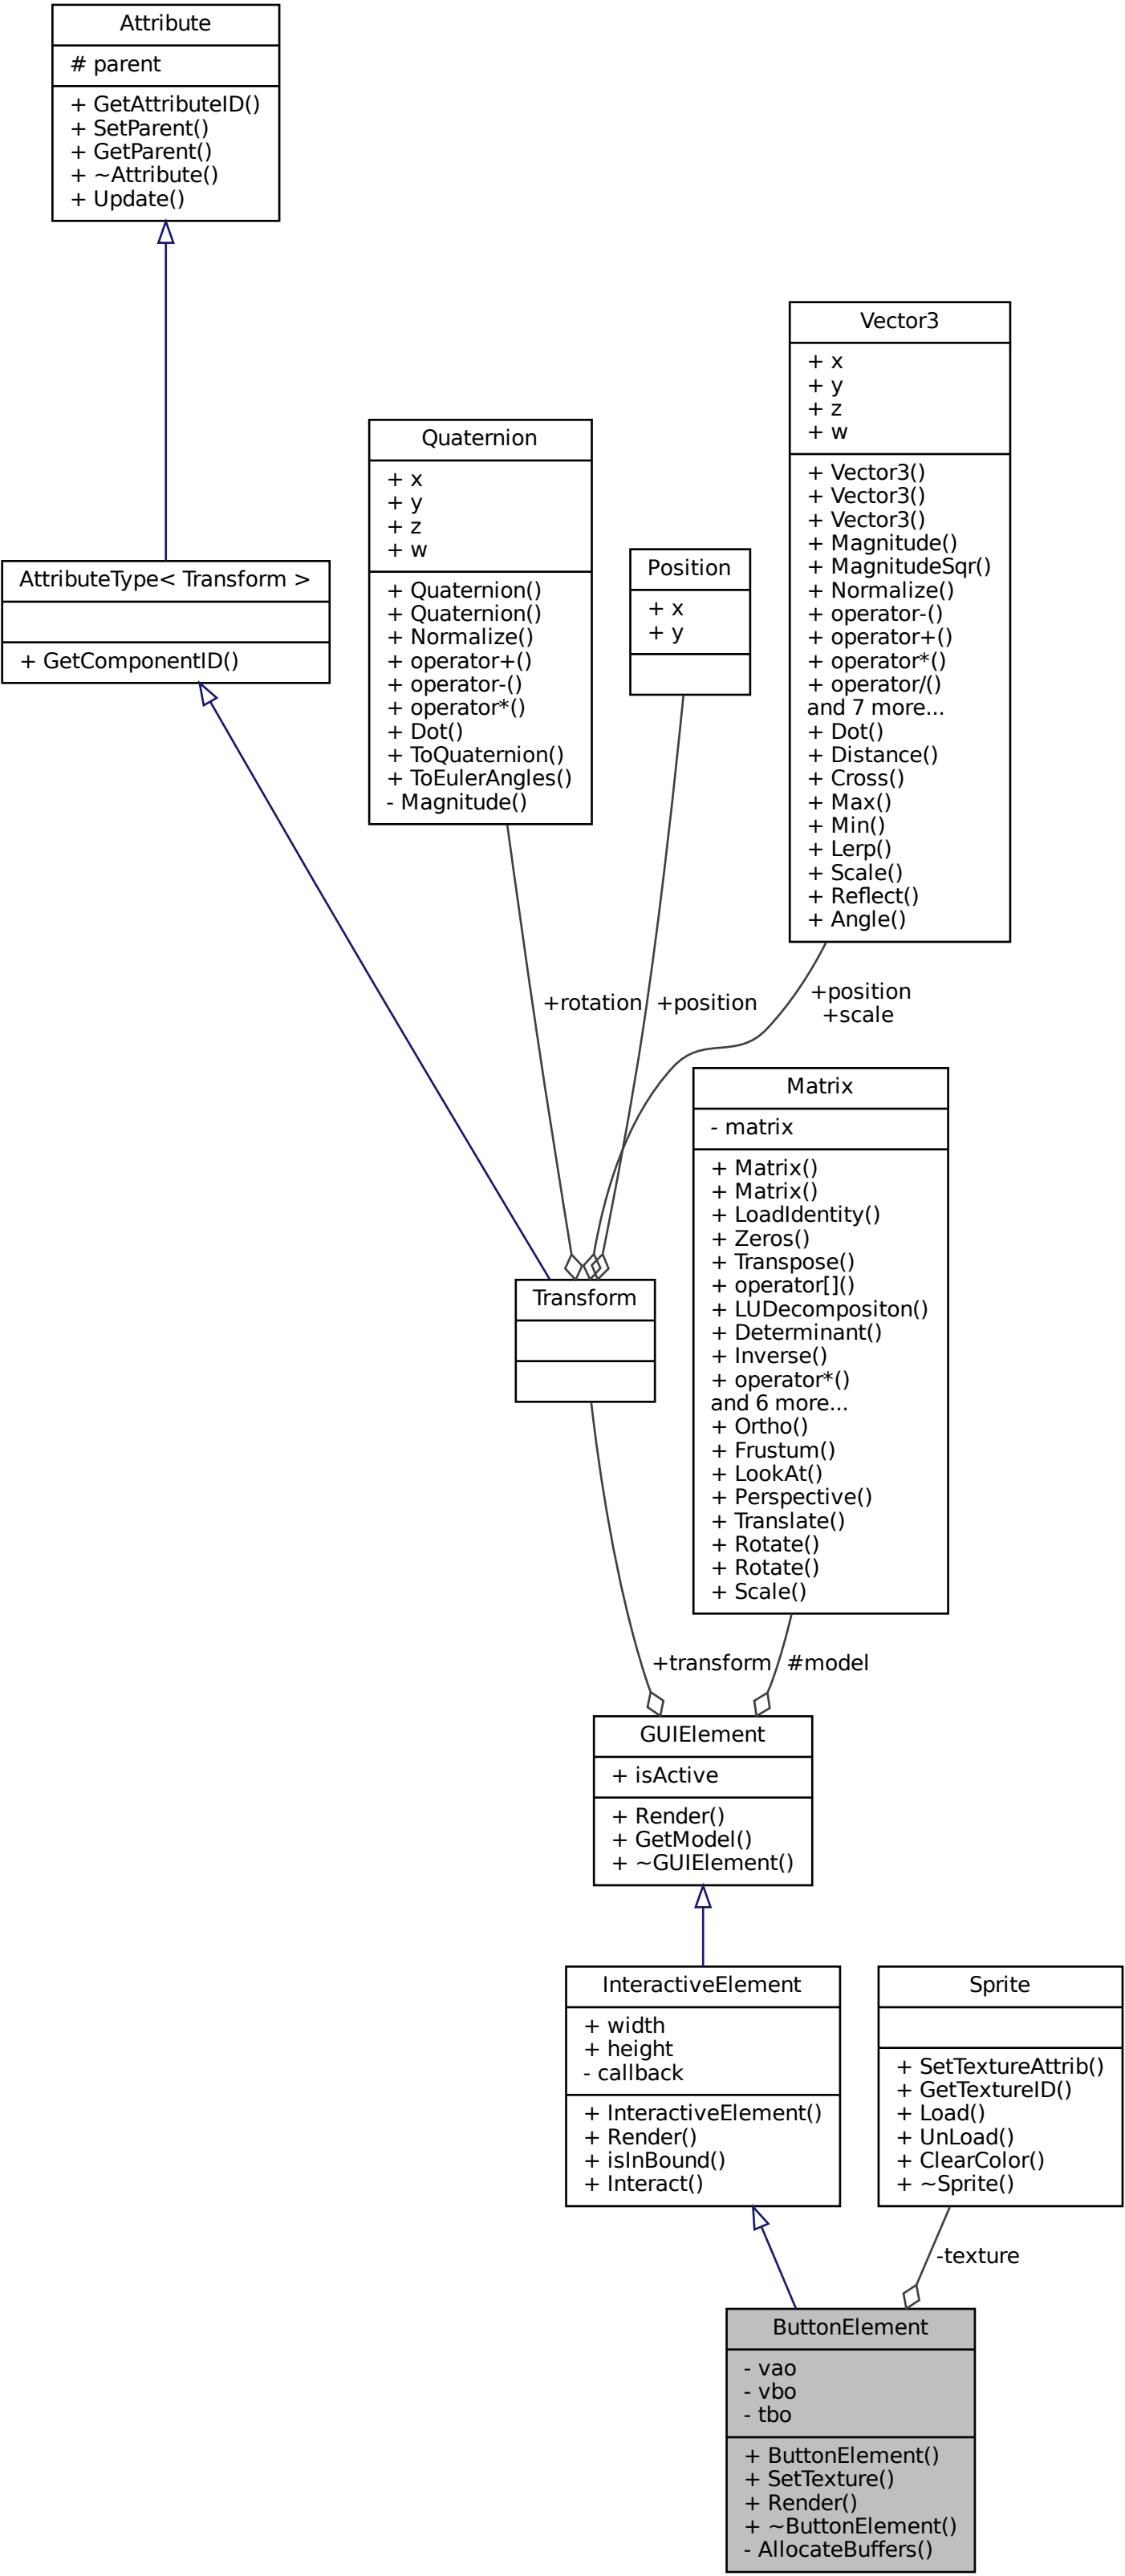 Attribute
# parent
+ GetAttributeID()
+ SetParent()
+ GetParent()
+ ~Attribute()
+ Update()
Vector3
+ x
+ y
+ z
+ w
+ Vector3()
+ Vector3()
+ Vector3()
+ Magnitude()
+ MagnitudeSqr()
+ Normalize()
+ operator-()
+ operator+()
+ operator*()
+ operator/()
and 7 more...
+ Dot()
+ Distance()
+ Cross()
+ Max()
+ Min()
+ Lerp()
+ Scale()
+ Reflect()
+ Angle()
Quaternion
+ x
+ y
+ z
+ w
+ Quaternion()
+ Quaternion()
+ Normalize()
+ operator+()
+ operator-()
+ operator*()
+ Dot()
+ ToQuaternion()
+ ToEulerAngles()
- Magnitude()
Position
+ x
+ y
AttributeType< Transform >
+ GetComponentID()
+rotation
+position
+position
+scale
Matrix
- matrix
+ Matrix()
+ Matrix()
+ LoadIdentity()
+ Zeros()
+ Transpose()
+ operator[]()
+ LUDecompositon()
+ Determinant()
+ Inverse()
+ operator*()
and 6 more...
+ Ortho()
+ Frustum()
+ LookAt()
+ Perspective()
+ Translate()
+ Rotate()
+ Rotate()
+ Scale()
Transform
+transform
#model
GUIElement
+ isActive
+ Render()
+ GetModel()
+ ~GUIElement()
InteractiveElement
+ width
+ height
- callback
+ InteractiveElement()
+ Render()
+ isInBound()
+ Interact()
Sprite
+ SetTextureAttrib()
+ GetTextureID()
+ Load()
+ UnLoad()
+ ClearColor()
+ ~Sprite()
-texture
ButtonElement
- vao
- vbo
- tbo
+ ButtonElement()
+ SetTexture()
+ Render()
+ ~ButtonElement()
- AllocateBuffers()